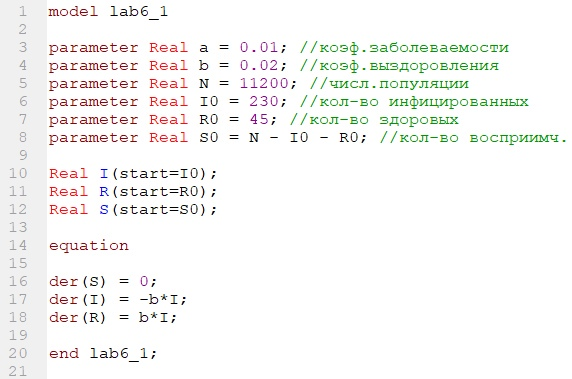 1 model lab6_1
2
3 parameter Real a = 0.01; //коэф.заболеваемости
4 parameter Real b = 0.02; //коэф.выздоровления
5 parameter Real N = 11200; //числ.популяции
6 parameter Real I0 = 230; //кол-во инфицированных
7 parameter Real R0 = 45; //кол-во здоровых
8 parameter Real S0 = N - I0 - R0; //кол-во восприимч.
9
10 Real I(start=I0);
11 Real R(start=R0);
12 Real S(start=S0);
13
14 equation
15
16 der(S) = 0;
17 der(I) = -b*I;
18 der(R) = b*I;
19
20 end lab6_1;
21